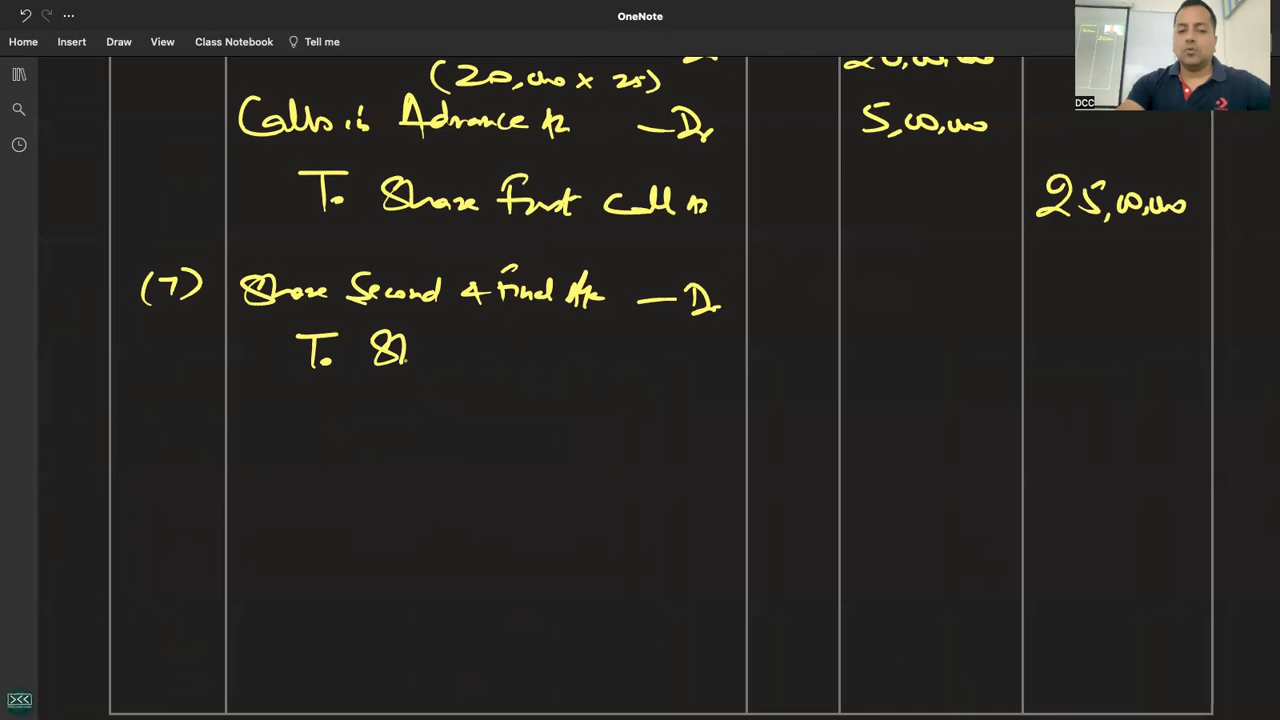 OneNote
Home Insert Draw View Class Notebook Tell me
(20,000 x 25)
Calls in Advance A/c — Dr 5,00,000
To Share First Call A/c 25,00,000
(7) Share Second & Final A/c — Dr
To Sh
DCC